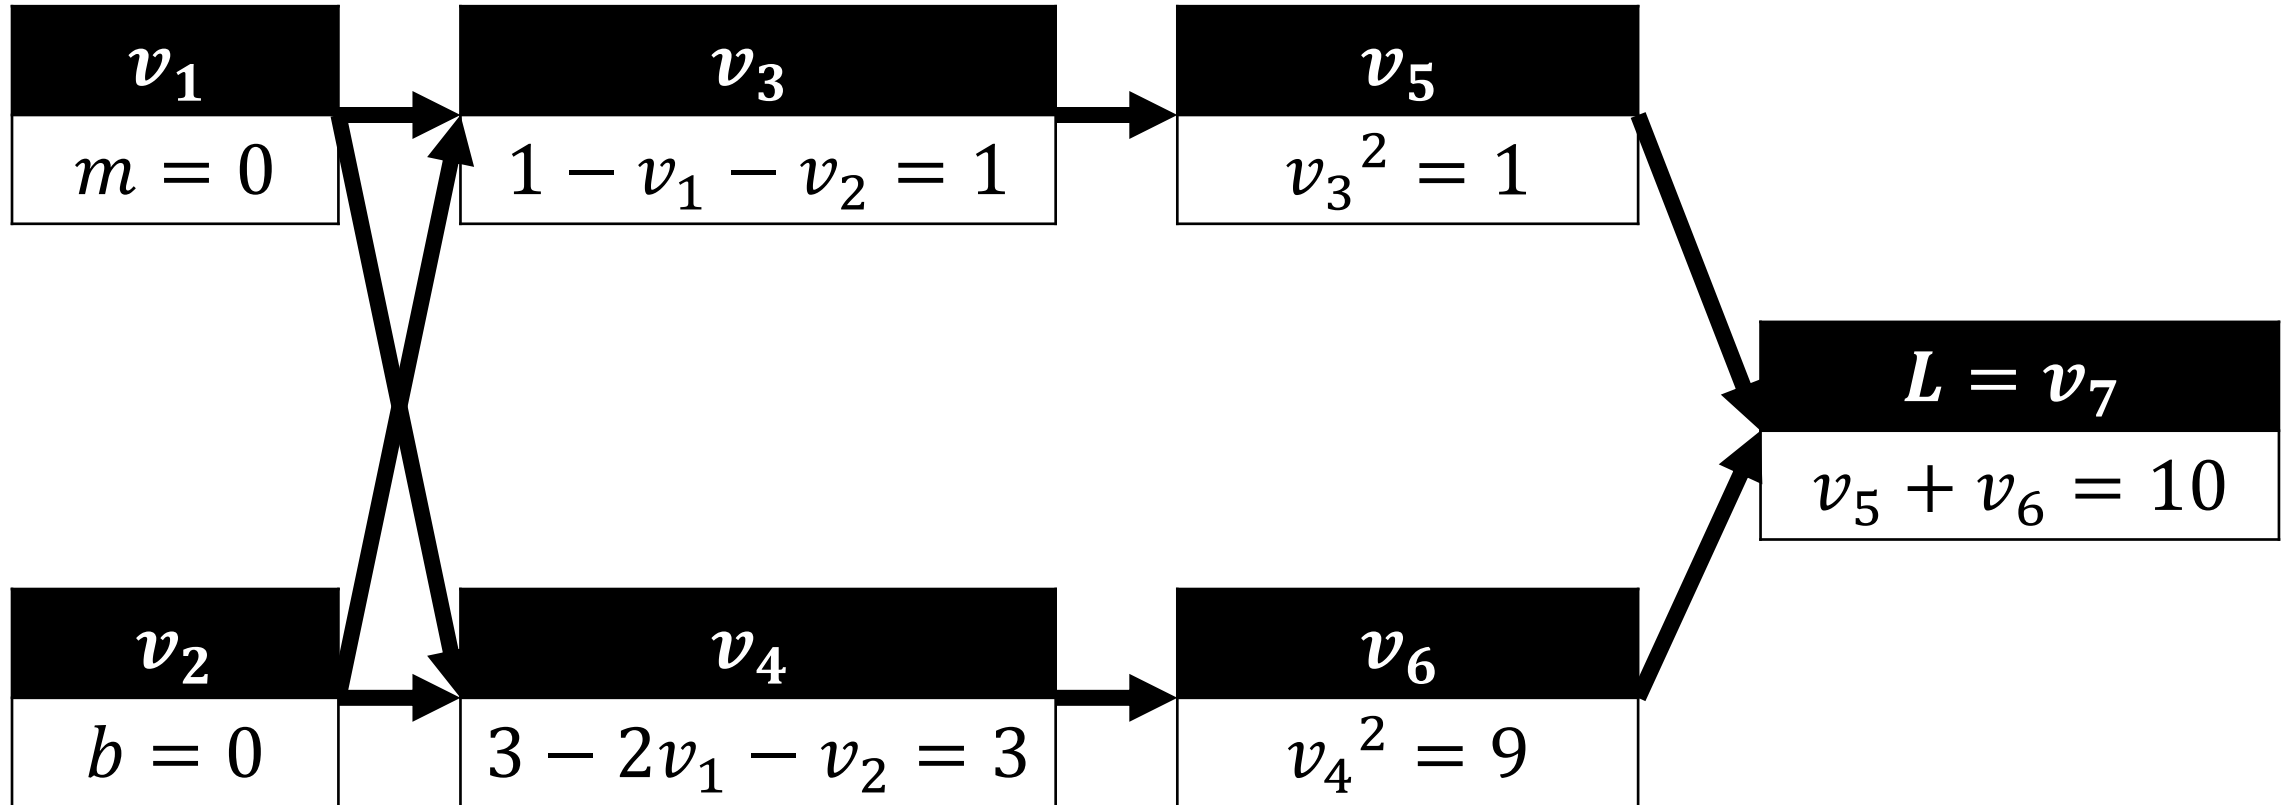 v₁
m = 0
v₃
1 − v₁ − v₂ = 1
v₅
v₃² = 1
L = v₇
v₅ + v₆ = 10
v₂
b = 0
v₄
3 − 2v₁ − v₂ = 3
v₆
v₄² = 9